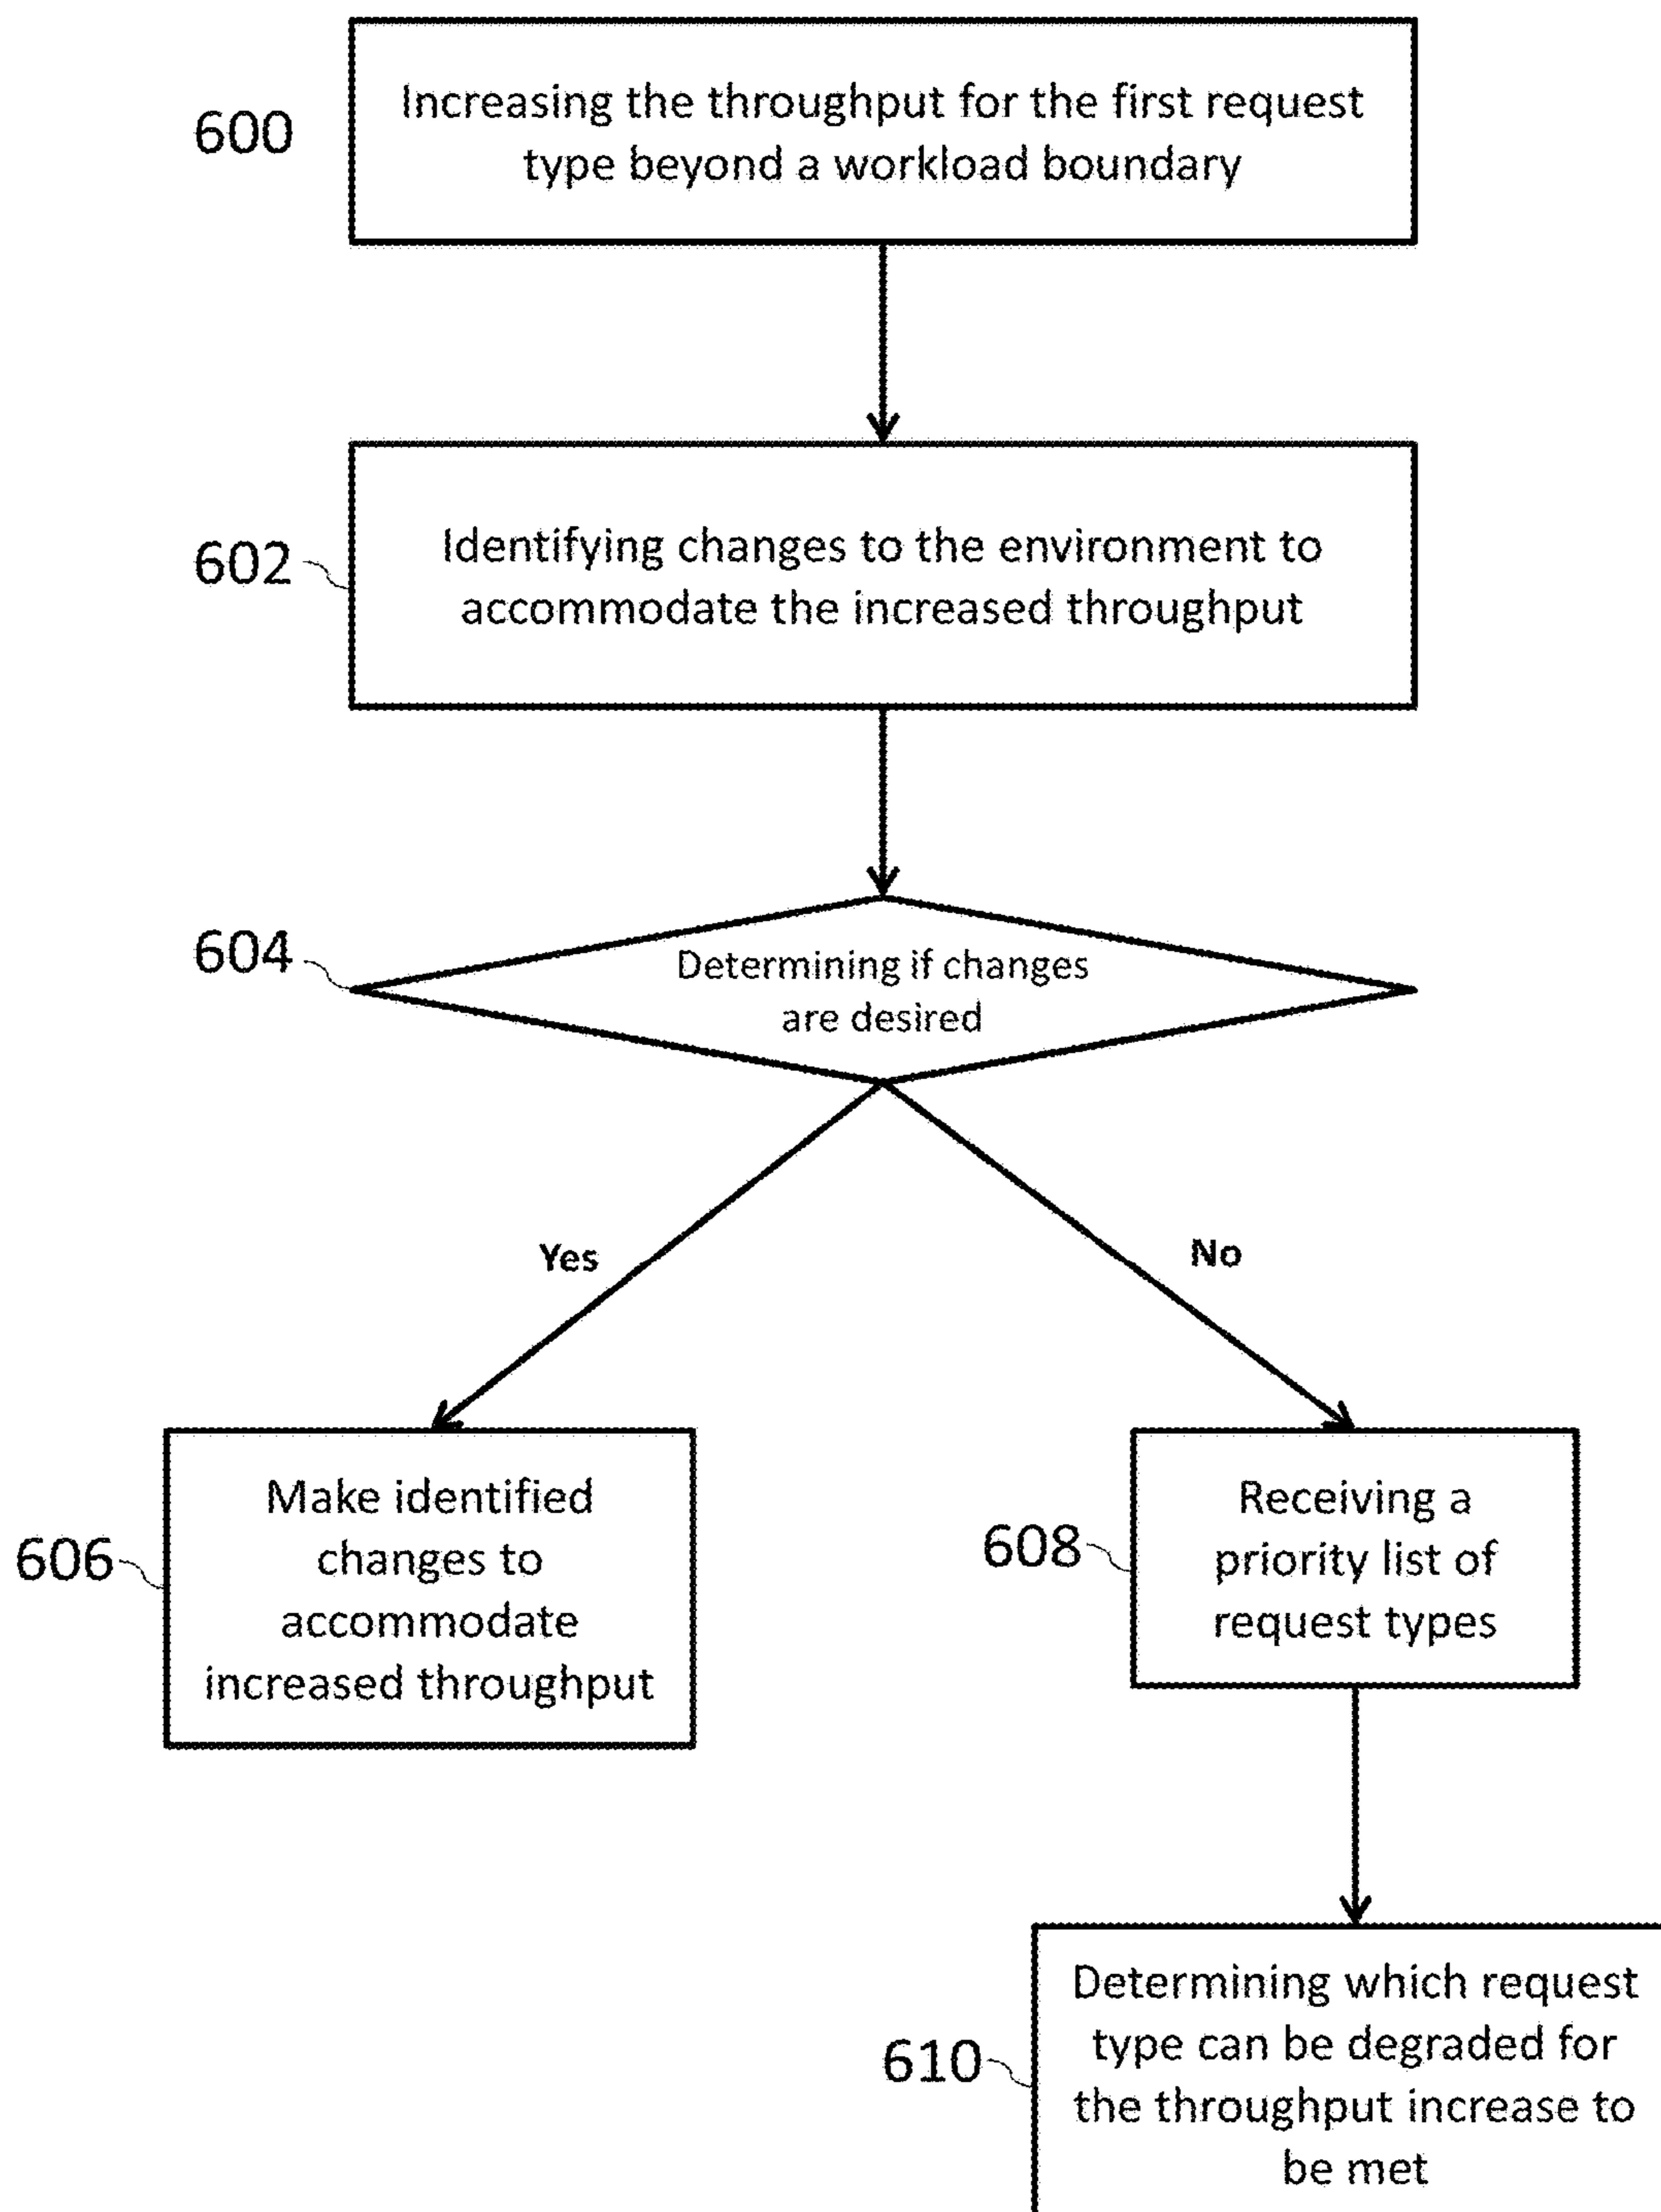 600
Increasing the throughput for the first request
type beyond a workload boundary
602
Identifying changes to the environment to
accommodate the increased throughput
604
Determining if changes
are desired
Yes
No
606
Make identified
changes to
accommodate
increased throughput
608
Receiving a
priority list of
request types
610
Determining which request
type can be degraded for
the throughput increase to
be met